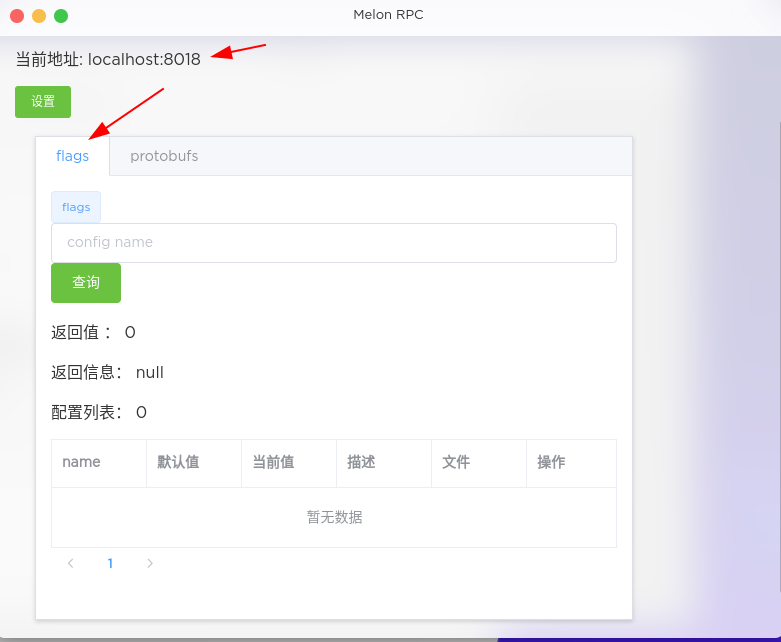 Melon RPC
当前地址: localhost:8018
设置
flags protobufs
flags
config name
查询
返回值 : 0
返回信息: null
配置列表: 0
name 默认值 当前值 描述 文件 操作
暂无数据
1